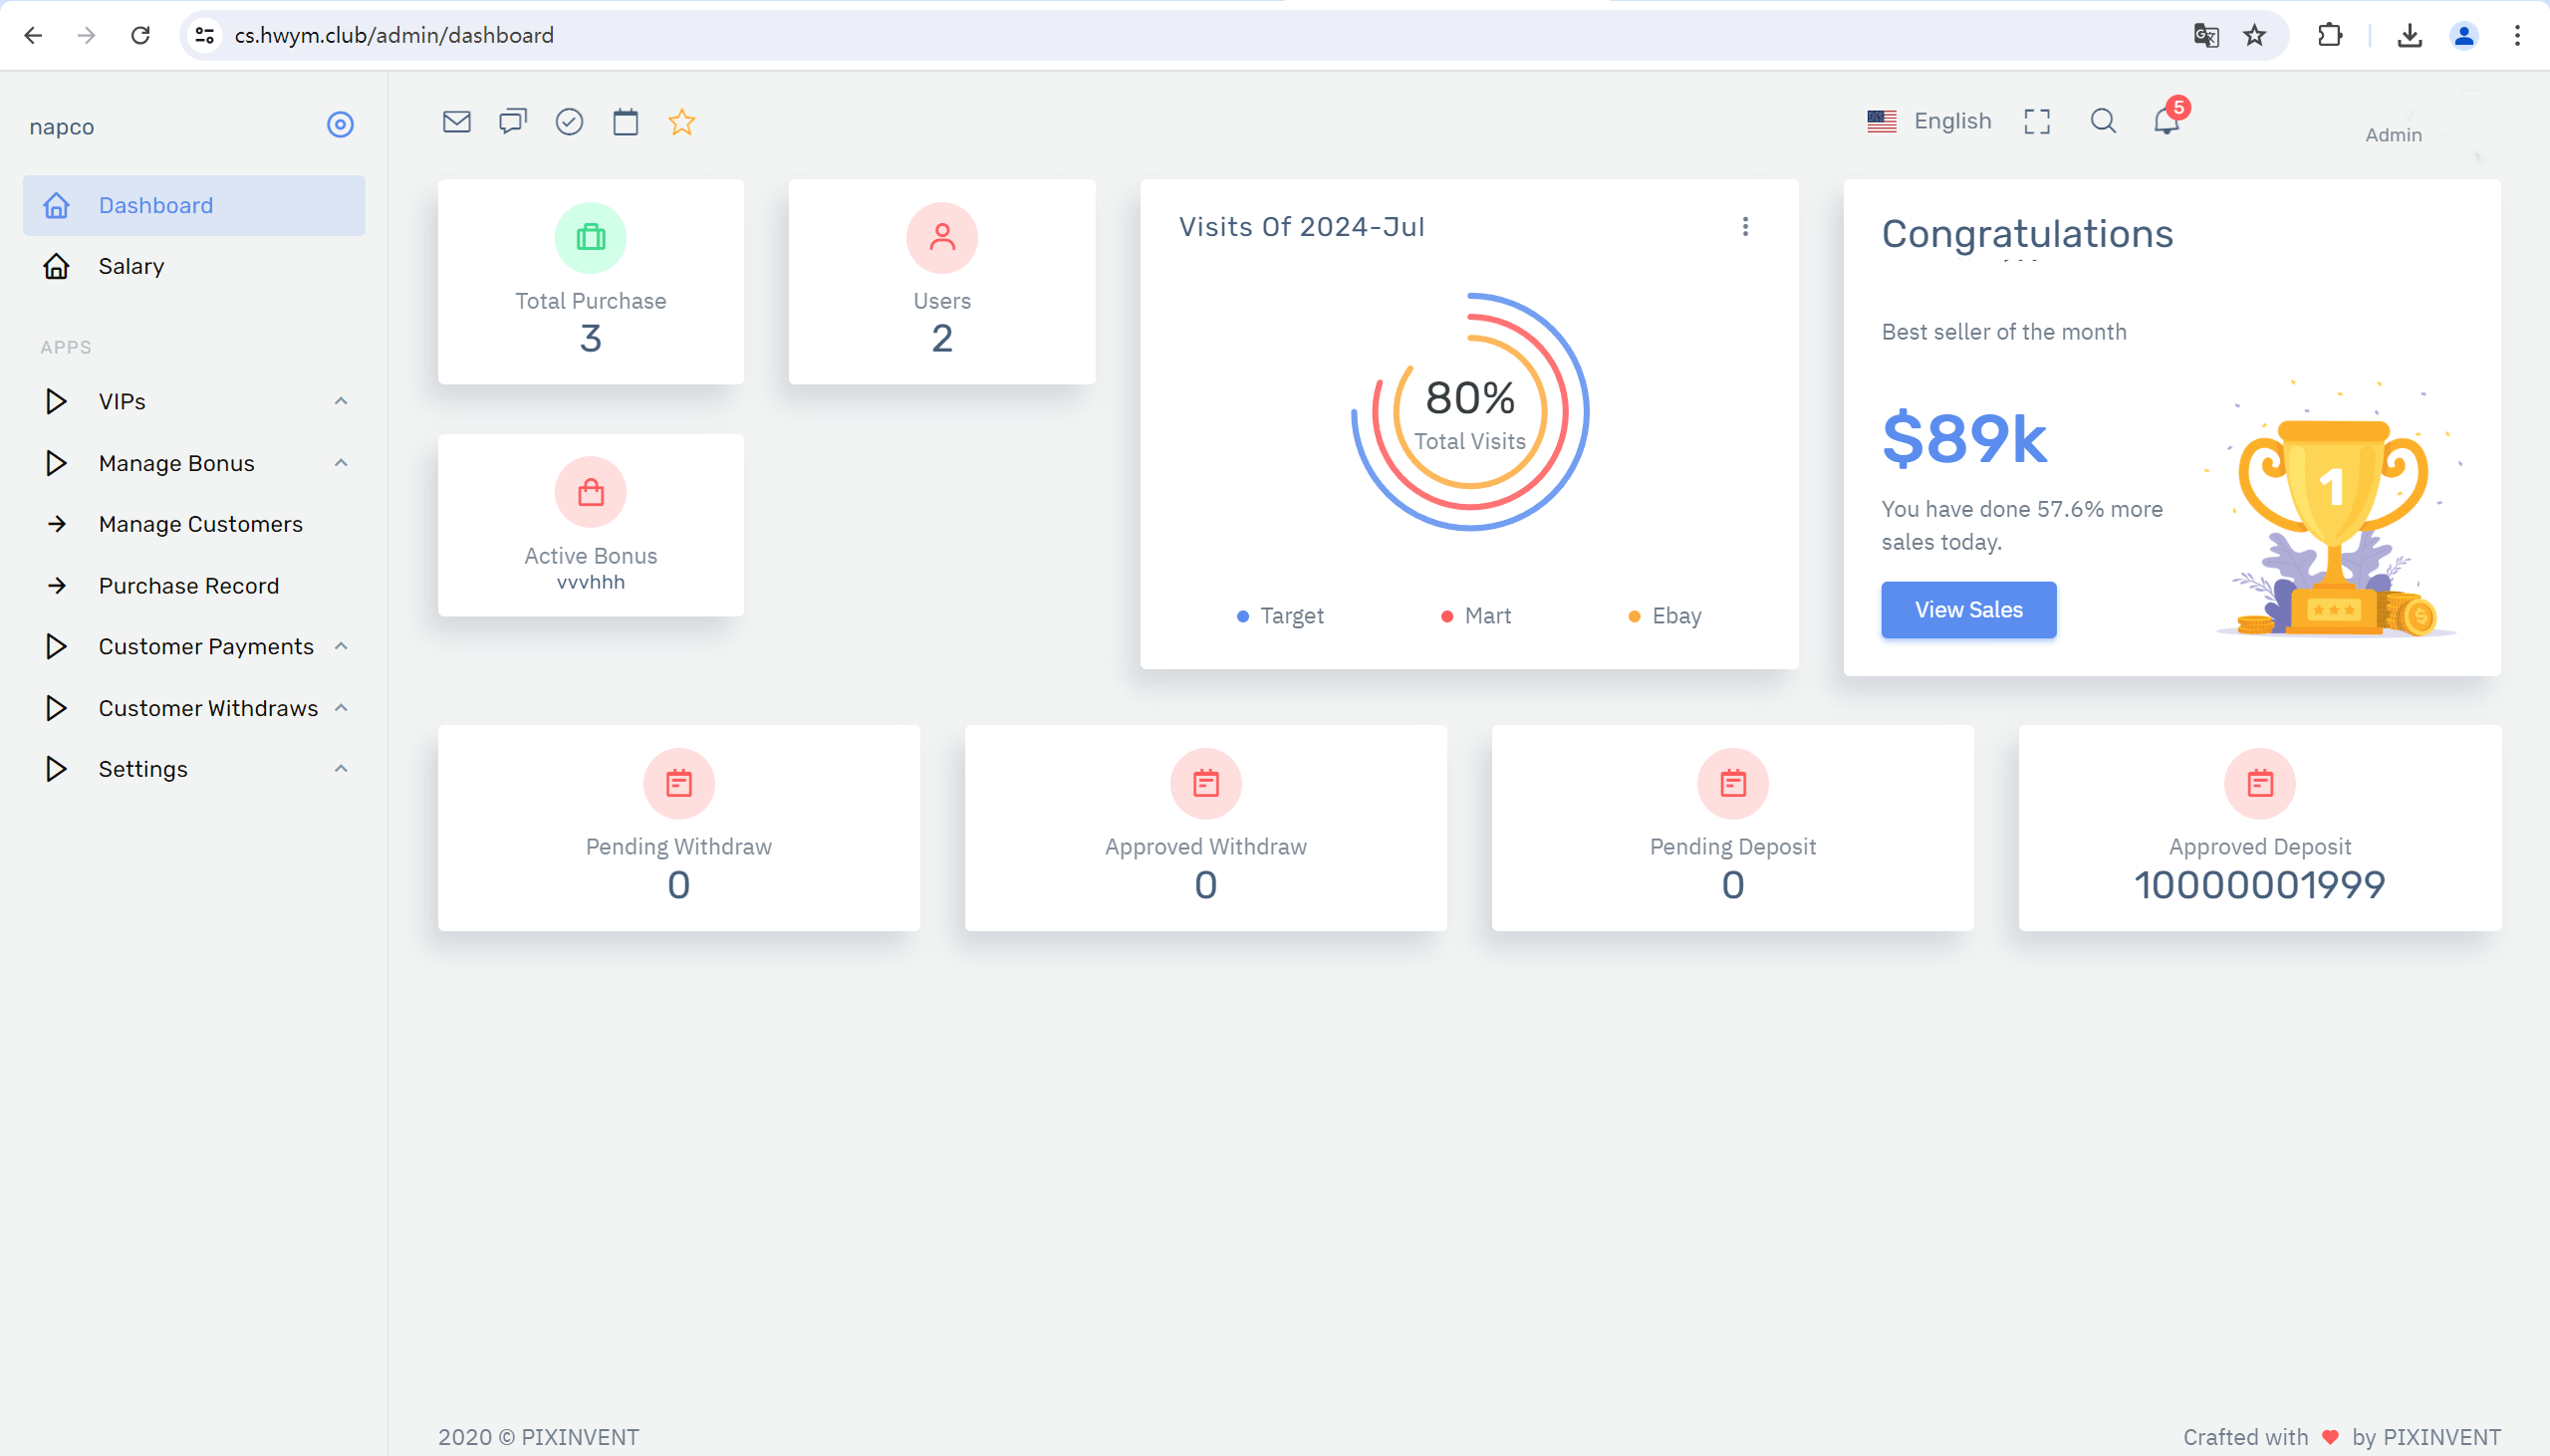 cs.hwym.club/admin/dashboard
napco
Dashboard
Salary
APPS
VIPs
Manage Bonus
Manage Customers
Purchase Record
Customer Payments
Customer Withdraws
Settings
English
5
Admin
Total Purchase
3
Users
2
Active Bonus
vvvhhh
Visits Of 2024-Jul
80%
Total Visits
Target
Mart
Ebay
Congratulations
Best seller of the month
$89k
You have done 57.6% more
sales today.
View Sales
1
Pending Withdraw
0
Approved Withdraw
0
Pending Deposit
0
Approved Deposit
10000001999
2020 © PIXINVENT
Crafted with ♥ by PIXINVENT